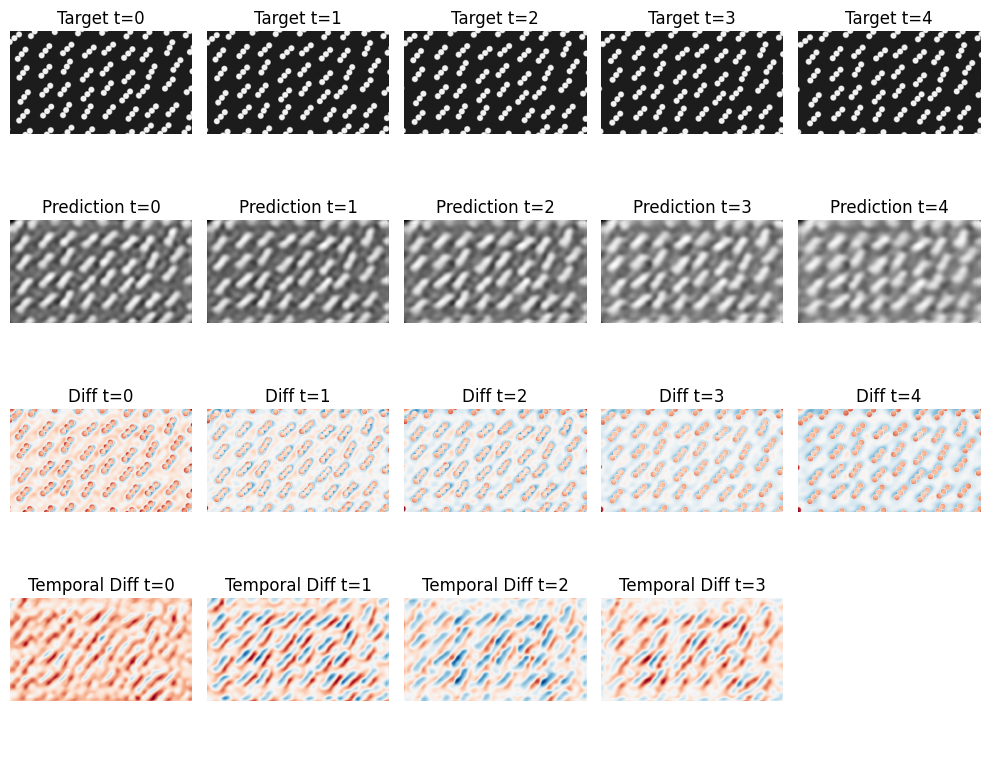 Target t=0 Target t=1 Target t=2 Target t=3 Target t=4
Prediction t=0 Prediction t=1 Prediction t=2 Prediction t=3 Prediction t=4
Diff t=0 Diff t=1 Diff t=2 Diff t=3 Diff t=4
Temporal Diff t=0 Temporal Diff t=1 Temporal Diff t=2 Temporal Diff t=3